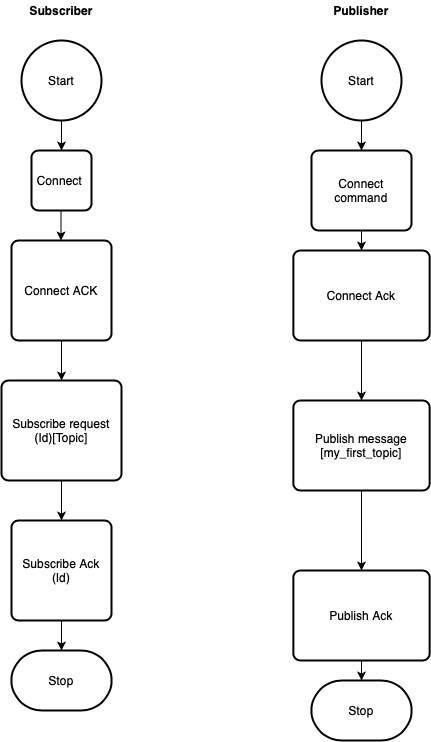 Subscriber
Start
Connect
Connect ACK
Subscribe request
(Id)[Topic]
Subscribe Ack
(Id)
Stop
Publisher
Start
Connect
command
Connect Ack
Publish message
[my_first_topic]
Publish Ack
Stop